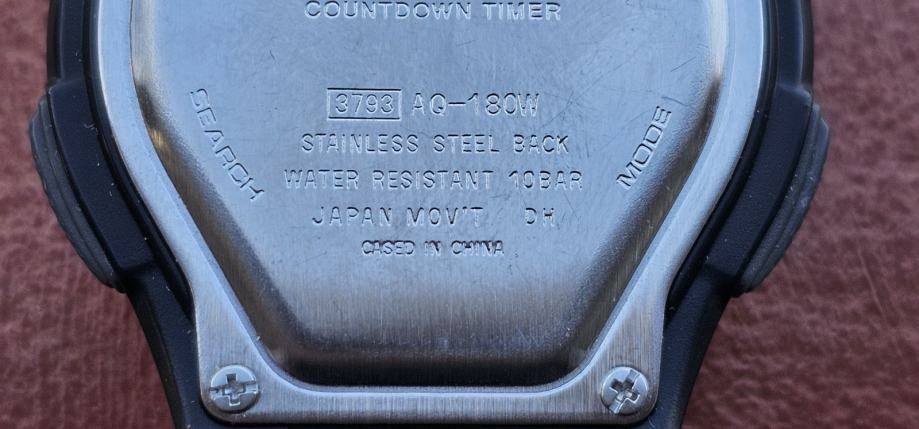 COUNTDOWN TIMER
3793 AQ-180W
STAINLESS STEEL BACK
WATER RESISTANT 10BAR
JAPAN MOV'T DH
CASED IN CHINA
SEARCH
MODE